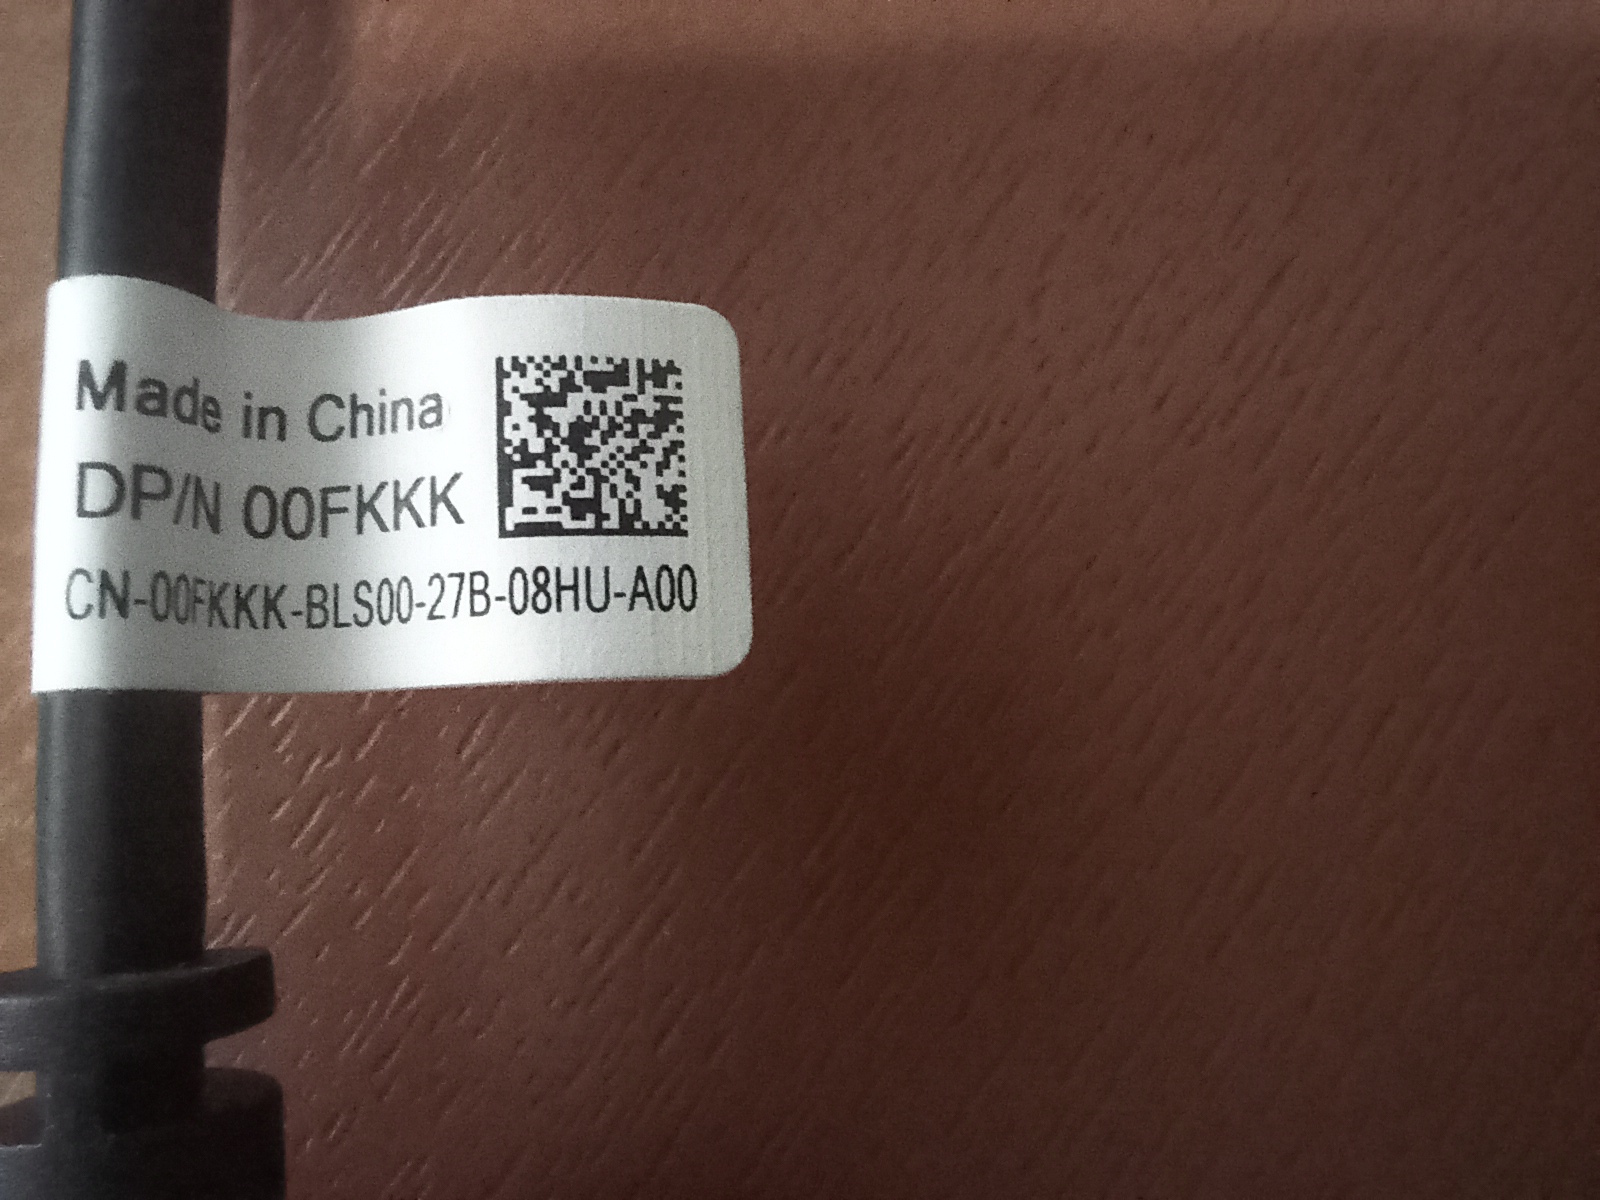 Made in China
DP/N 00FKKK
CN-00FKKK-BLS00-27B-08HU-A00